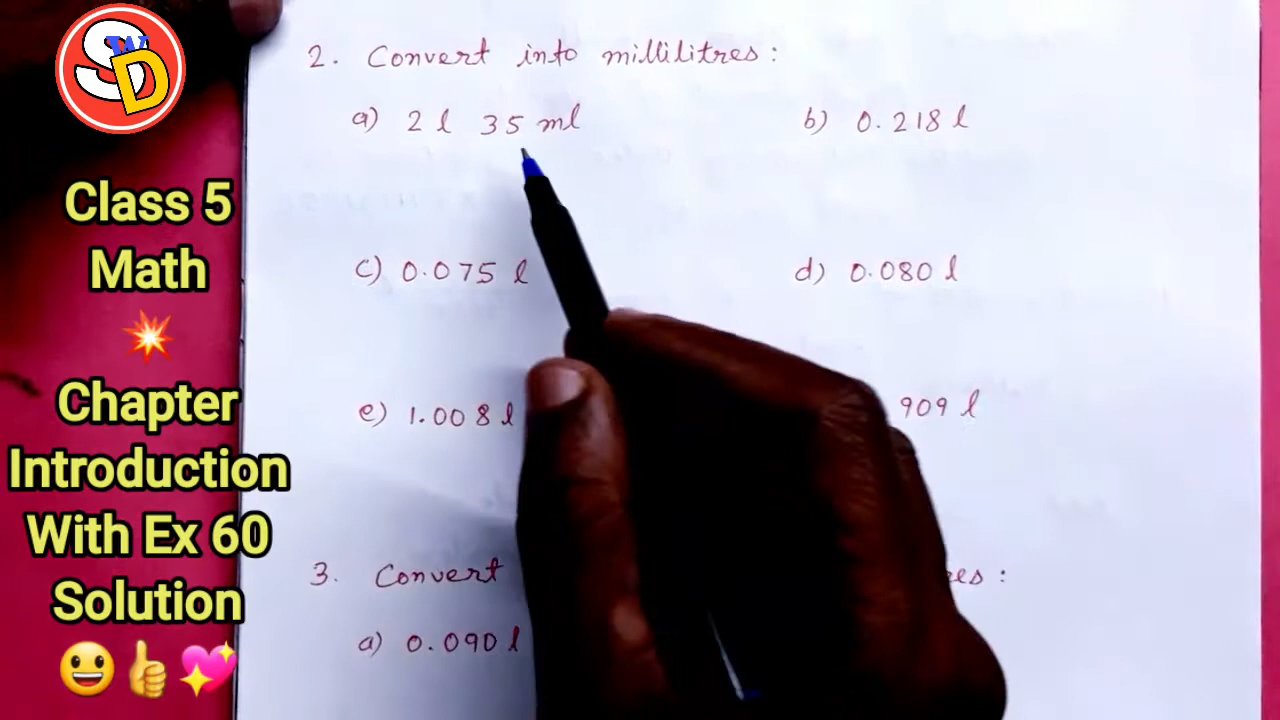 SWD
Class 5
Math
💥
Chapter
Introduction
With Ex 60
Solution
😀👍💖
2. Convert into millilitres:
a) 2 l 35 ml b) 0.218 l
c) 0.075 l d) 0.080 l
e) 1.008 l 909 l
3. Convert :
a) 0.090 l